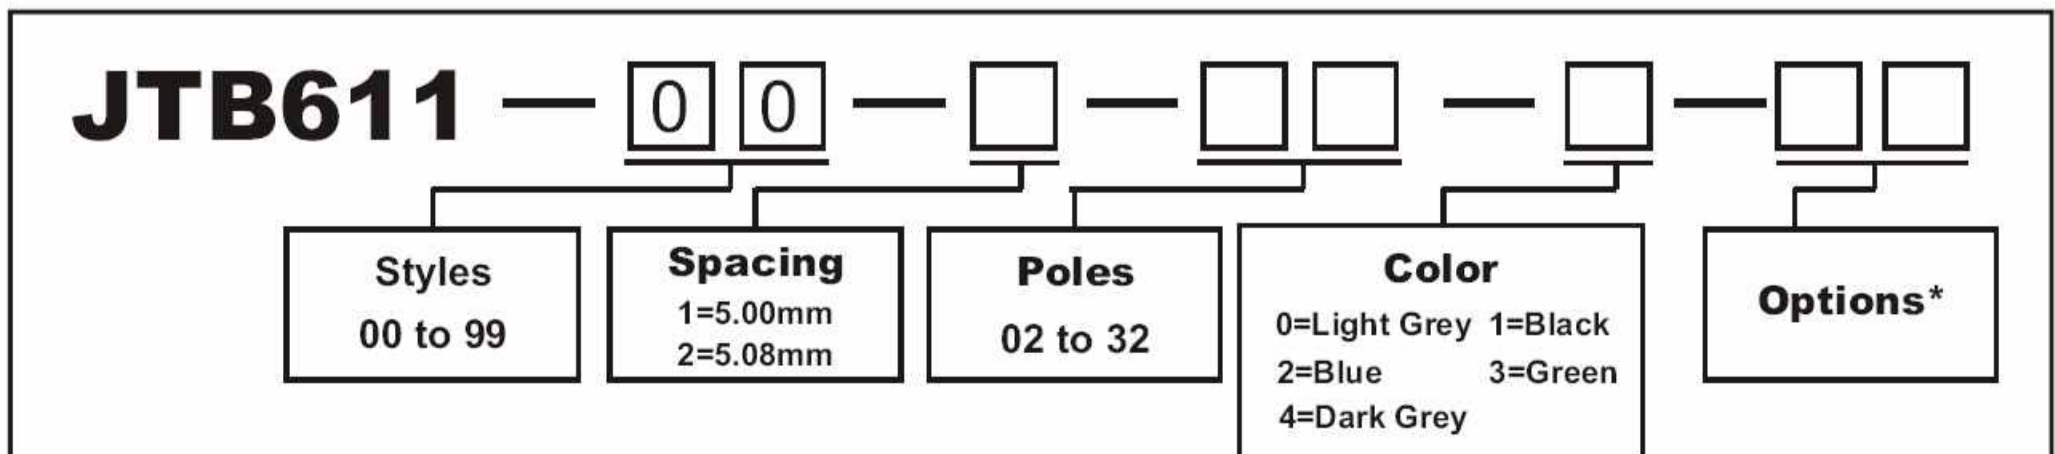 JTB611 — 0 0 — — — —
Styles
00 to 99
Spacing
1=5.00mm
2=5.08mm
Poles
02 to 32
Color
0=Light Grey 1=Black
2=Blue 3=Green
4=Dark Grey
Options*